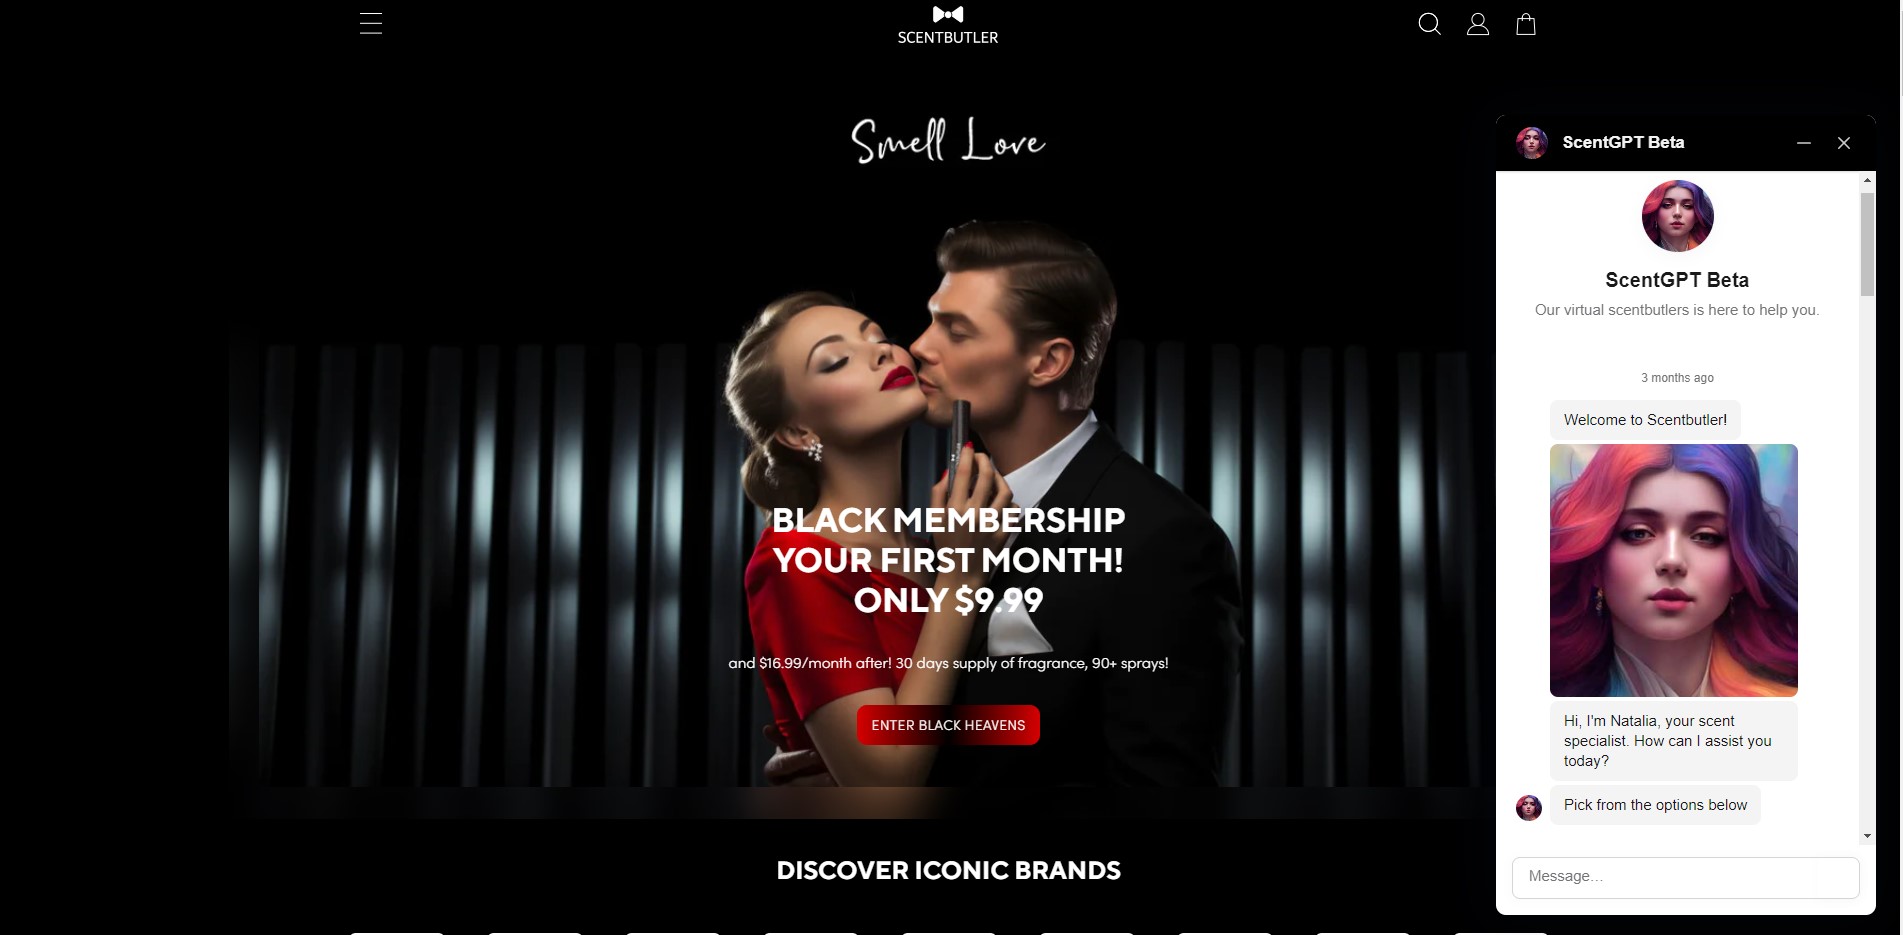 SCENTBUTLER
Smell Love
BLACK MEMBERSHIP
YOUR FIRST MONTH!
ONLY $9.99
and $16.99/month after! 30 days supply of fragrance, 90+ sprays!
ENTER BLACK HEAVENS
DISCOVER ICONIC BRANDS
ScentGPT Beta
ScentGPT Beta
Our virtual scentbutlers is here to help you.
3 months ago
Welcome to Scentbutler!
Hi, I'm Natalia, your scent
specialist. How can I assist you
today?
Pick from the options below
Message...